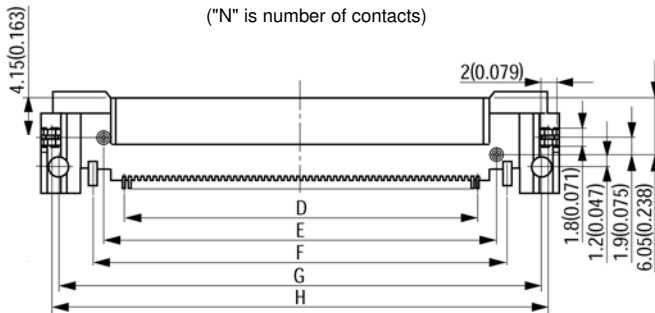 ("N" is number of contacts)
4.15(0.163)
2(0.079)
1.8(0.071)
1.2(0.047)
1.9(0.075)
6.05(0.238)
D
E
F
G
H